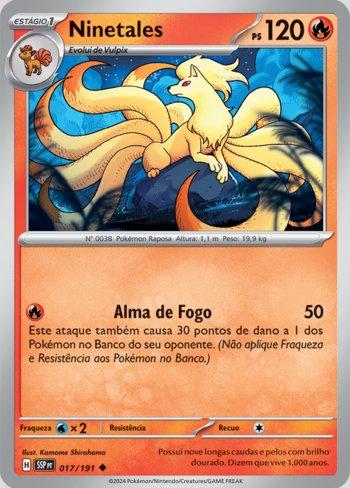 ESTÁGIO 1
Ninetales
PS 120
Evolui de Vulpix
Nº 0038 Pokémon Raposa Altura: 1,1 m Peso: 19,9 kg
Alma de Fogo 50
Este ataque também causa 30 pontos de dano a 1 dos
Pokémon no Banco do seu oponente. (Não aplique Fraqueza
e Resistência aos Pokémon no Banco.)
Fraqueza ×2 Resistência Recuo
Ilust. Kamome Shirahama
H SSP PT 017/191
Possui nove longas caudas e pelos com brilho
dourado. Dizem que vive 1.000 anos.
©2024 Pokémon/Nintendo/Creatures/GAME FREAK